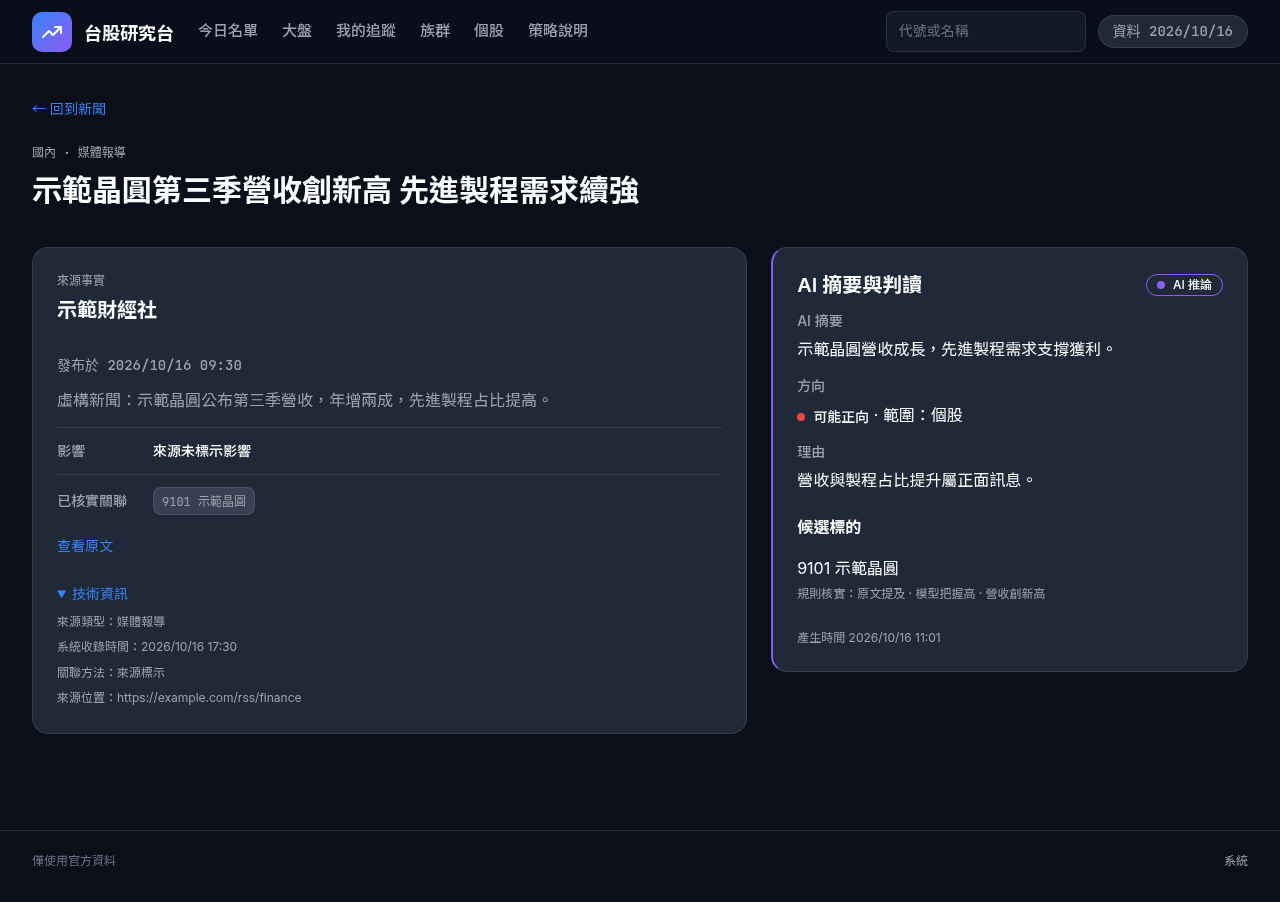 台股研究台
今日名單
大盤
我的追蹤
族群
個股
策略說明
代號或名稱
資料 2026/10/16
← 回到新聞
國內 · 媒體報導
示範晶圓第三季營收創新高 先進製程需求續強
來源事實
示範財經社
發布於 2026/10/16 09:30
虛構新聞：示範晶圓公布第三季營收，年增兩成，先進製程占比提高。
影響 來源未標示影響
已核實關聯 9101 示範晶圓
查看原文
▼ 技術資訊
來源類型：媒體報導
系統收錄時間：2026/10/16 17:30
關聯方法：來源標示
來源位置：https://example.com/rss/finance
AI 摘要與判讀
AI 推論
AI 摘要
示範晶圓營收成長，先進製程需求支撐獲利。
方向
可能正向 · 範圍：個股
理由
營收與製程占比提升屬正面訊息。
候選標的
9101 示範晶圓
規則核實：原文提及 · 模型把握高 · 營收創新高
產生時間 2026/10/16 11:01
僅使用官方資料
系統